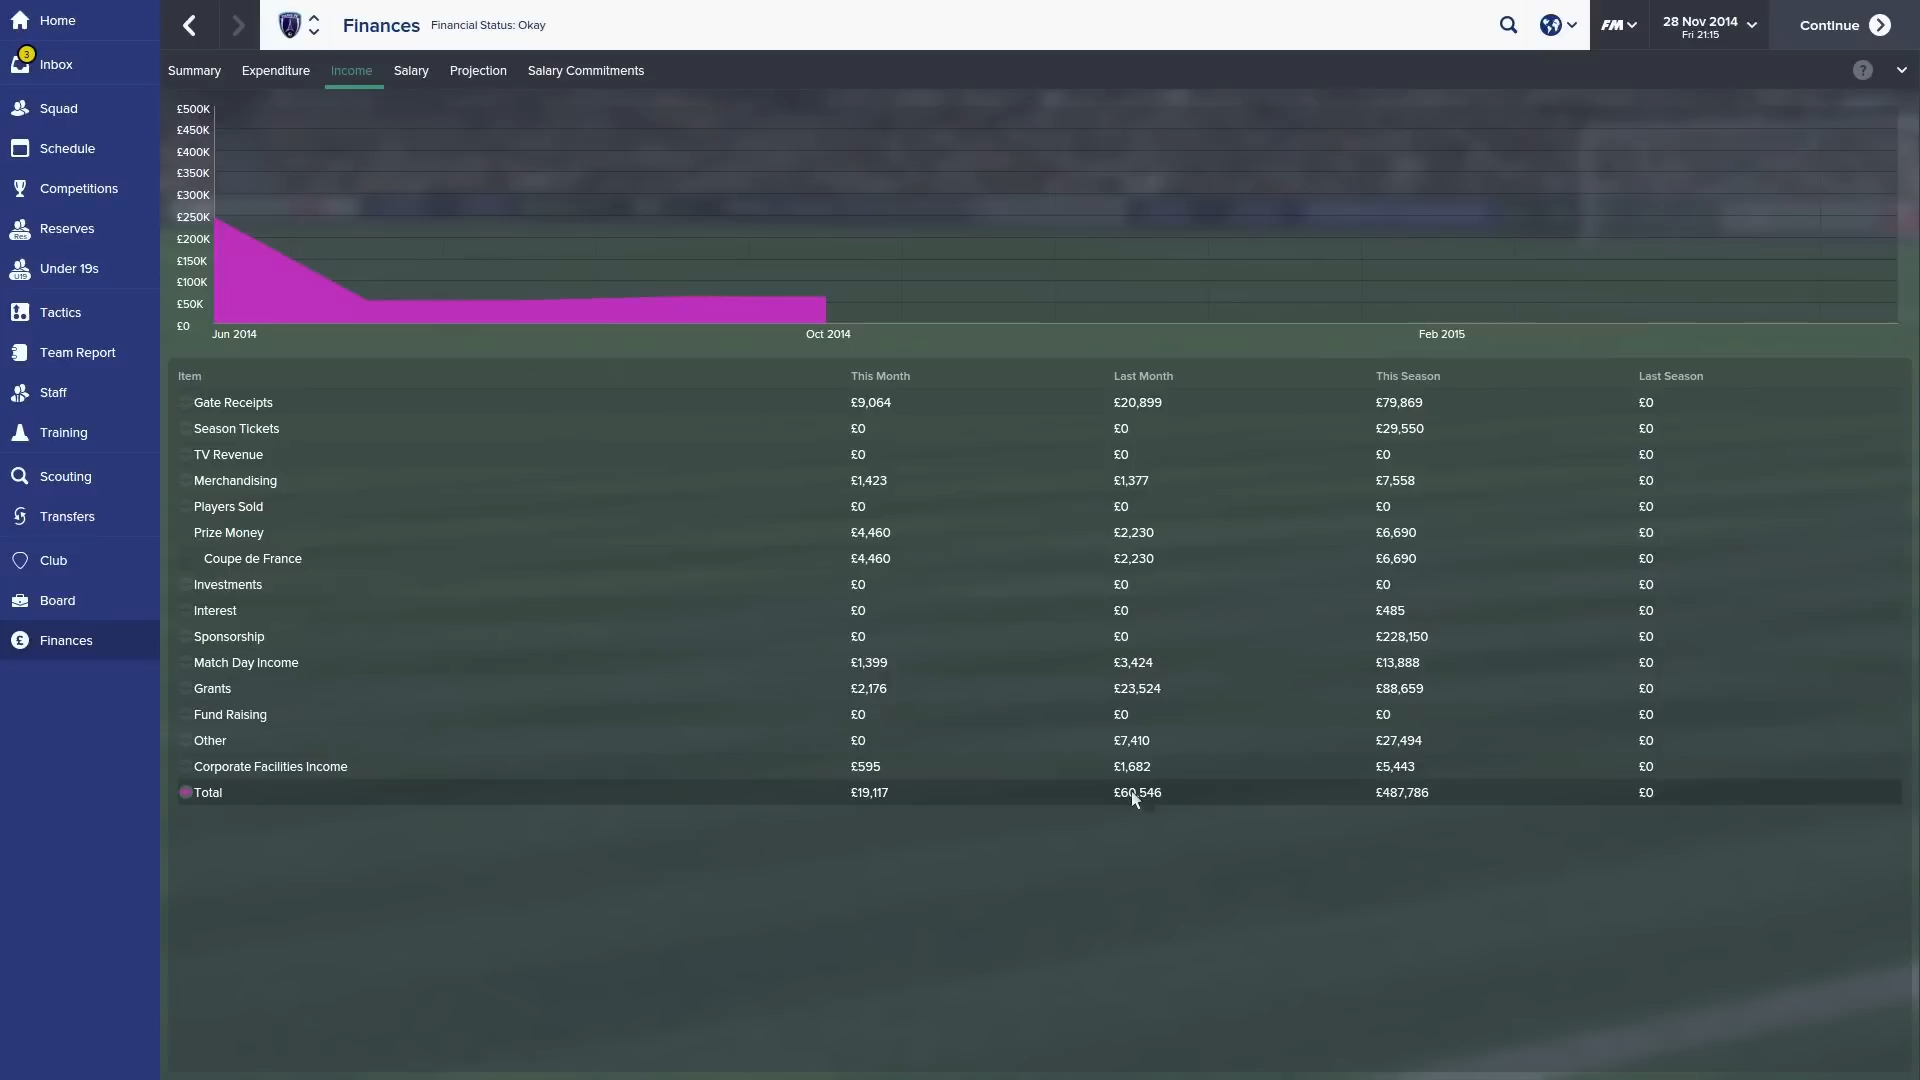 Home
3
Inbox
Squad
Schedule
Competitions
Res
Reserves
U19
Under 19s
Tactics
Team Report
Staff
Training
Scouting
Transfers
Club
Board
£ Finances
Finances Financial Status: Okay
FM
28 Nov 2014
Fri 21:15
Continue
Summary Expenditure Income Salary Projection Salary Commitments ?
£500K
£450K
£400K
£350K
£300K
£250K
£200K
£150K
£100K
£50K
£0
Jun 2014 Oct 2014 Feb 2015
Item This Month Last Month This Season Last Season
Gate Receipts £9,064 £20,899 £79,869 £0
Season Tickets £0 £0 £29,550 £0
TV Revenue £0 £0 £0 £0
Merchandising £1,423 £1,377 £7,558 £0
Players Sold £0 £0 £0 £0
Prize Money £4,460 £2,230 £6,690 £0
Coupe de France £4,460 £2,230 £6,690 £0
Investments £0 £0 £0 £0
Interest £0 £0 £485 £0
Sponsorship £0 £0 £228,150 £0
Match Day Income £1,399 £3,424 £13,888 £0
Grants £2,176 £23,524 £88,659 £0
Fund Raising £0 £0 £0 £0
Other £0 £7,410 £27,494 £0
Corporate Facilities Income £595 £1,682 £5,443 £0
Total £19,117 £60,546 £487,786 £0